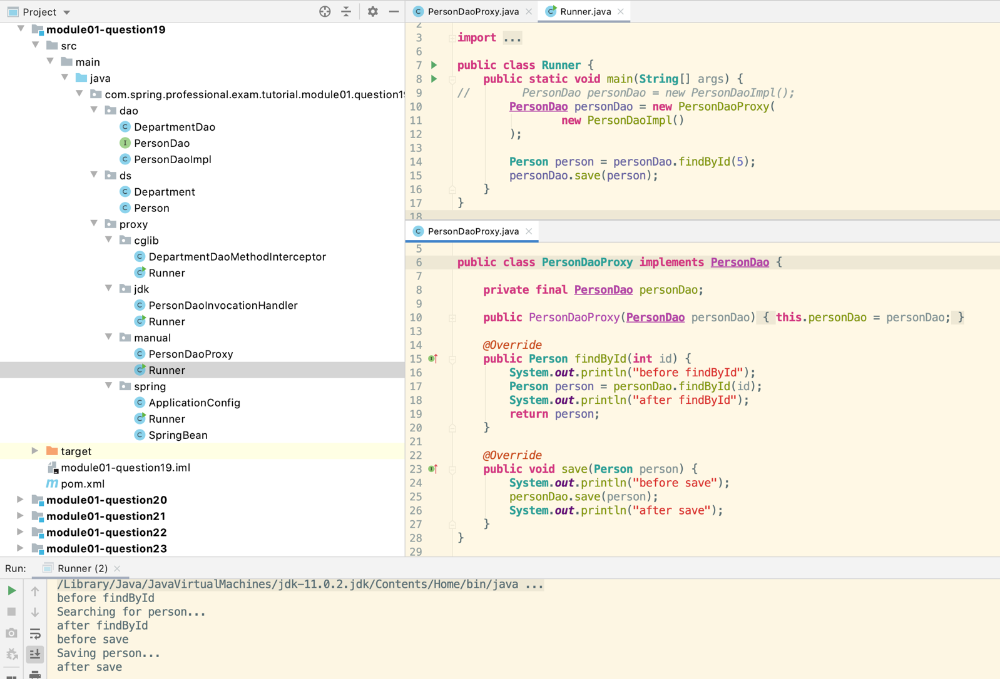 Project
module01-question19
src
main
java
com.spring.professional.exam.tutorial.module01.question19
dao
DepartmentDao
PersonDao
PersonDaoImpl
ds
Department
Person
proxy
cglib
DepartmentDaoMethodInterceptor
Runner
jdk
PersonDaoInvocationHandler
Runner
manual
PersonDaoProxy
Runner
spring
ApplicationConfig
Runner
SpringBean
target
module01-question19.iml
pom.xml
module01-question20
module01-question21
module01-question22
module01-question23
PersonDaoProxy.java
Runner.java
2
3 import ...
6
7 public class Runner {
8 public static void main(String[] args) {
9 // PersonDao personDao = new PersonDaoImpl();
10 PersonDao personDao = new PersonDaoProxy(
11 new PersonDaoImpl()
12 );
13
14 Person person = personDao.findById(5);
15 personDao.save(person);
16 }
17 }
18
PersonDaoProxy.java
5
6 public class PersonDaoProxy implements PersonDao {
7
8 private final PersonDao personDao;
9
10 public PersonDaoProxy(PersonDao personDao) { this.personDao = personDao; }
13
14 @Override
15 public Person findById(int id) {
16 System.out.println("before findById");
17 Person person = personDao.findById(id);
18 System.out.println("after findById");
19 return person;
20 }
21
22 @Override
23 public void save(Person person) {
24 System.out.println("before save");
25 personDao.save(person);
26 System.out.println("after save");
27 }
28 }
29
Run: Runner (2)
/Library/Java/JavaVirtualMachines/jdk-11.0.2.jdk/Contents/Home/bin/java ...
before findById
Searching for person...
after findById
before save
Saving person...
after save